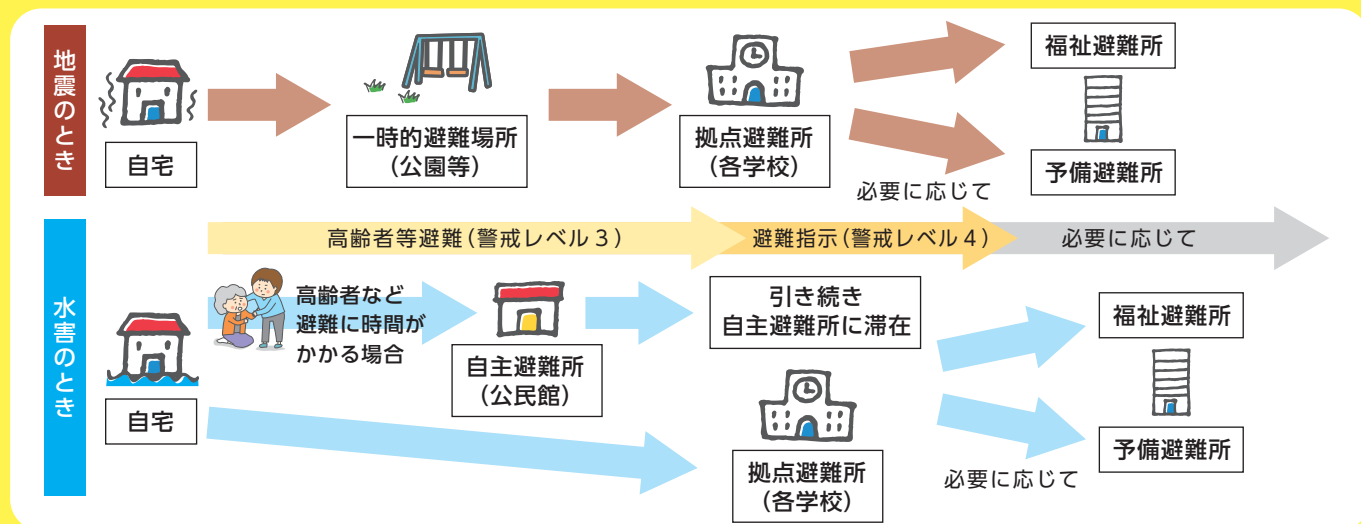 地震のとき
自宅
一時的避難場所
（公園等）
拠点避難所
（各学校）
必要に応じて
福祉避難所
予備避難所
水害のとき
高齢者等避難（警戒レベル３）
避難指示（警戒レベル４）
必要に応じて
自宅
高齢者など
避難に時間が
かかる場合
自主避難所
（公民館）
引き続き
自主避難所に滞在
拠点避難所
（各学校）
必要に応じて
福祉避難所
予備避難所